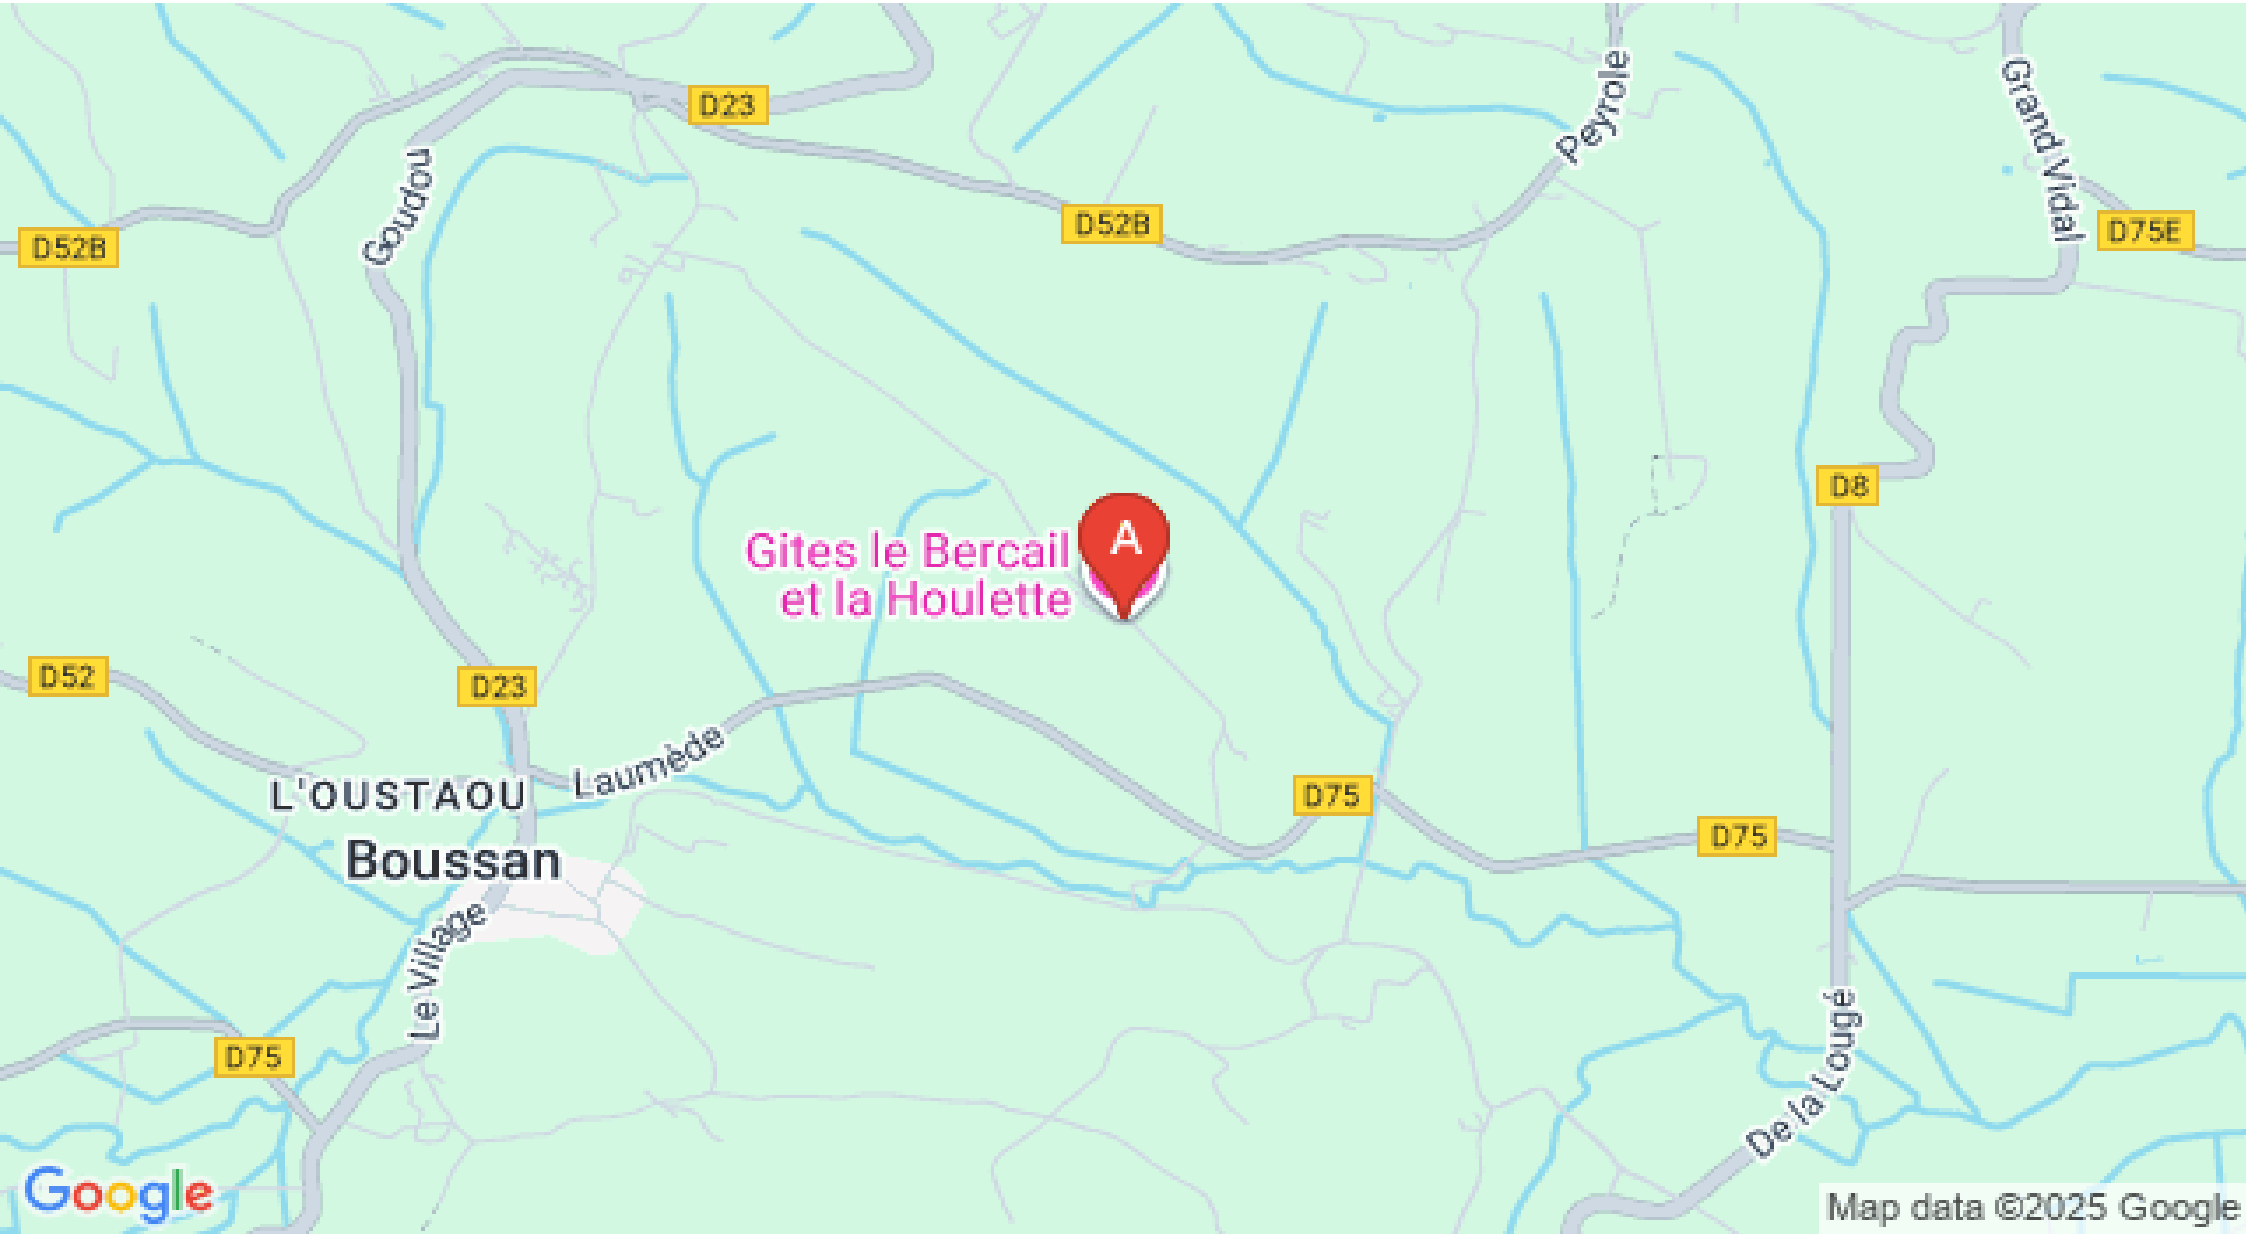 D23
Peyrole
Grand Vidal
Goudou
D52B
D52B
D75E
D8
A
Gites le Bercail
et la Houlette
D52
D23
Laumède
L'OUSTAOU
D75
D75
Boussan
Le Village
De la Lougé
D75
Google
Map data ©2025 Google